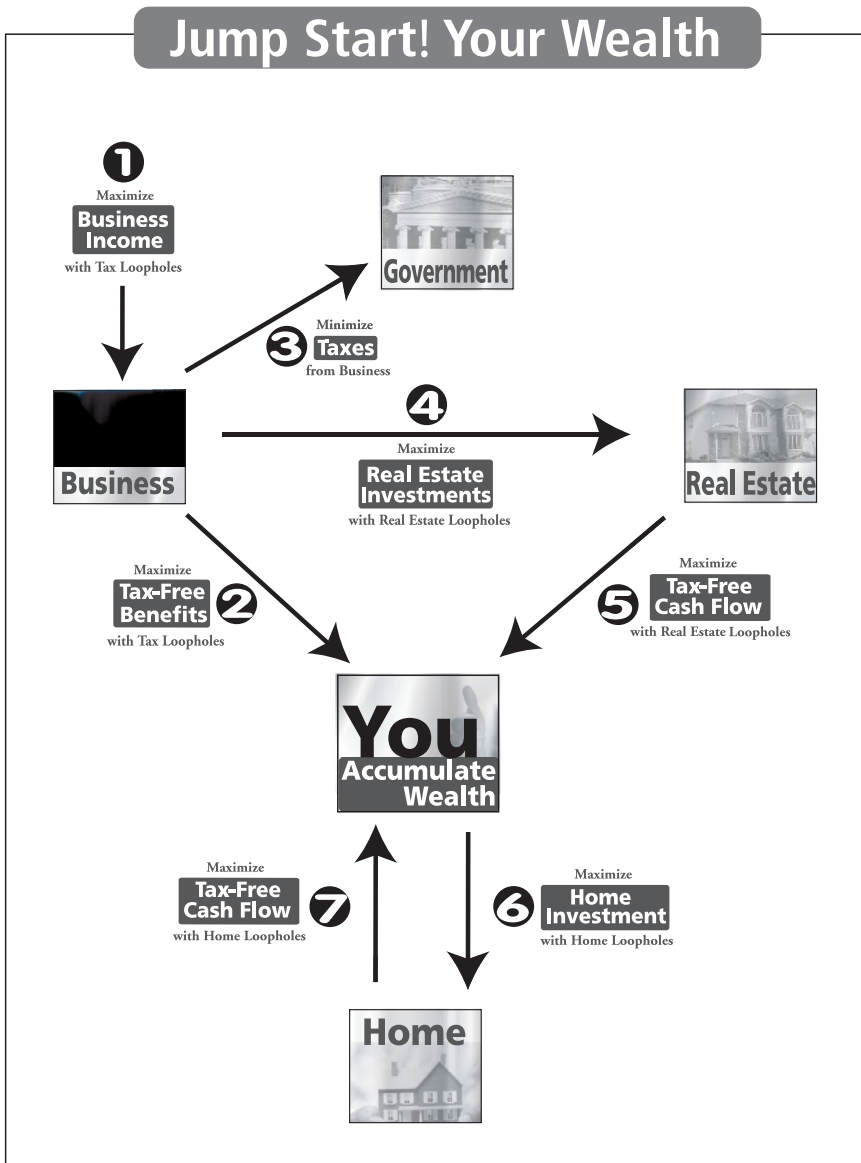 Jump Start! Your Wealth
1
Maximize
Business
Income
with Tax Loopholes
Government
Minimize
3
Taxes
from Business
Business
4
Maximize
Real Estate
Investments
with Real Estate Loopholes
Real Estate
Maximize
Tax-Free
Benefits
2
with Tax Loopholes
Maximize
5
Tax-Free
Cash Flow
with Real Estate Loopholes
You
Accumulate
Wealth
Maximize
Tax-Free
Cash Flow
7
with Home Loopholes
Maximize
6
Home
Investment
with Home Loopholes
Home